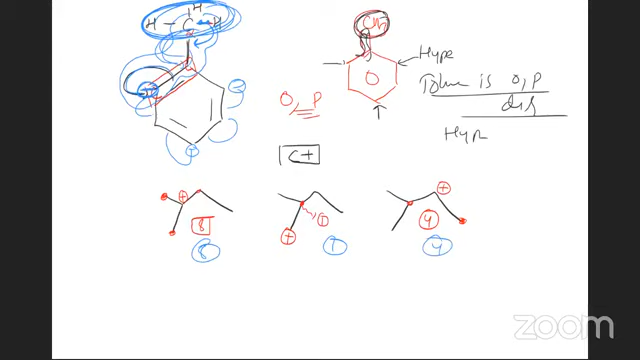 H
H - C - H
CH3
Hype
O
Toluene is o, p
dir
O, P
Hyp
C+
+
+
+
8
1
4
8
1
4
zoom